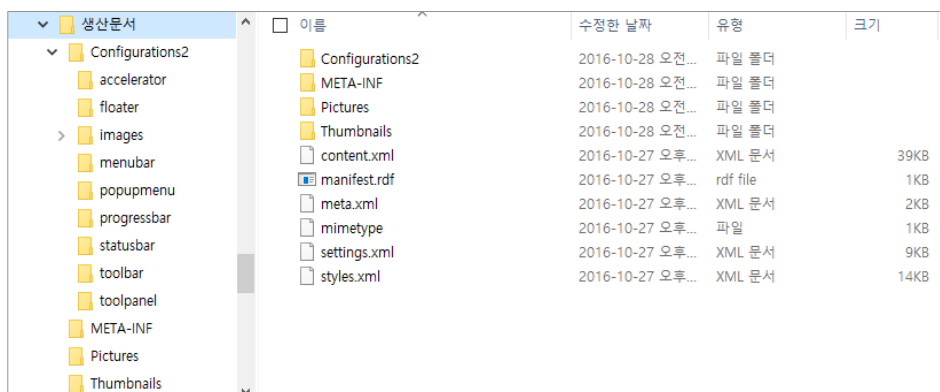 생산문서
Configurations2
accelerator
floater
images
menubar
popupmenu
progressbar
statusbar
toolbar
toolpanel
META-INF
Pictures
Thumbnails
이름 수정한 날짜 유형 크기
Configurations2 2016-10-28 오전... 파일 폴더
META-INF 2016-10-28 오전... 파일 폴더
Pictures 2016-10-28 오전... 파일 폴더
Thumbnails 2016-10-28 오전... 파일 폴더
content.xml 2016-10-27 오후... XML 문서 39KB
manifest.rdf 2016-10-27 오후... rdf file 1KB
meta.xml 2016-10-27 오후... XML 문서 2KB
mimetype 2016-10-27 오후... 파일 1KB
settings.xml 2016-10-27 오후... XML 문서 9KB
styles.xml 2016-10-27 오후... XML 문서 14KB